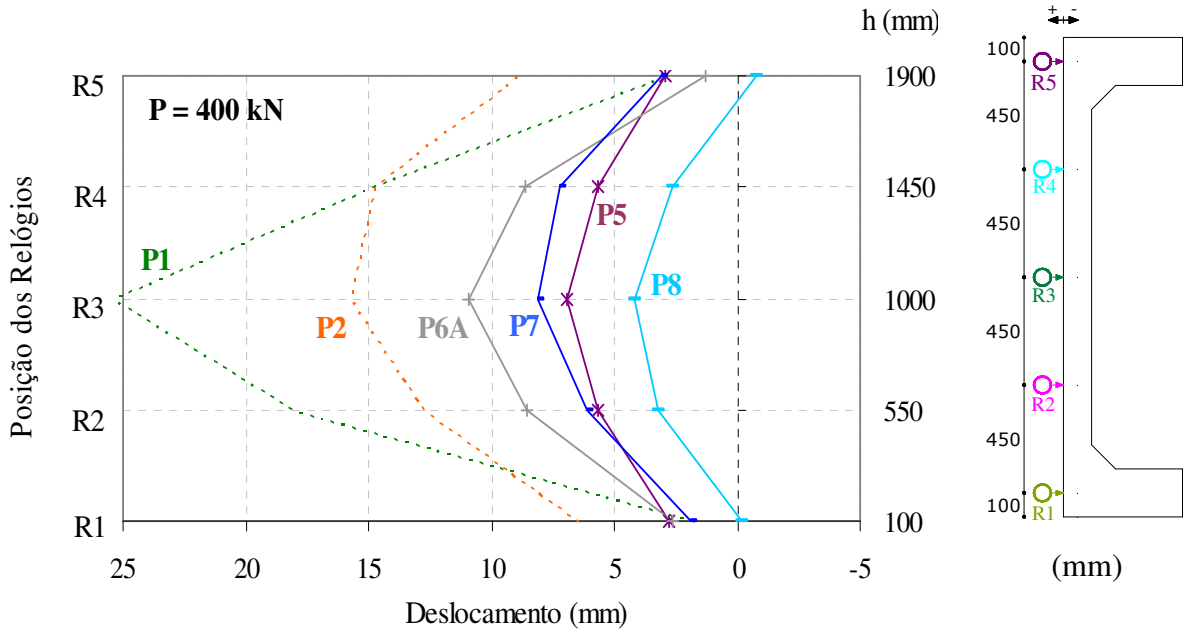 h (mm)
+ -
R5
1900
P = 400 kN
R4
1450
P5
P1
P8
R3
1000
P2
P6A
P7
R2
550
R1
100
25
20
15
10
5
0
-5
Posição dos Relógios
Deslocamento (mm)
100
R5
450
R4
450
R3
450
R2
450
100
R1
(mm)